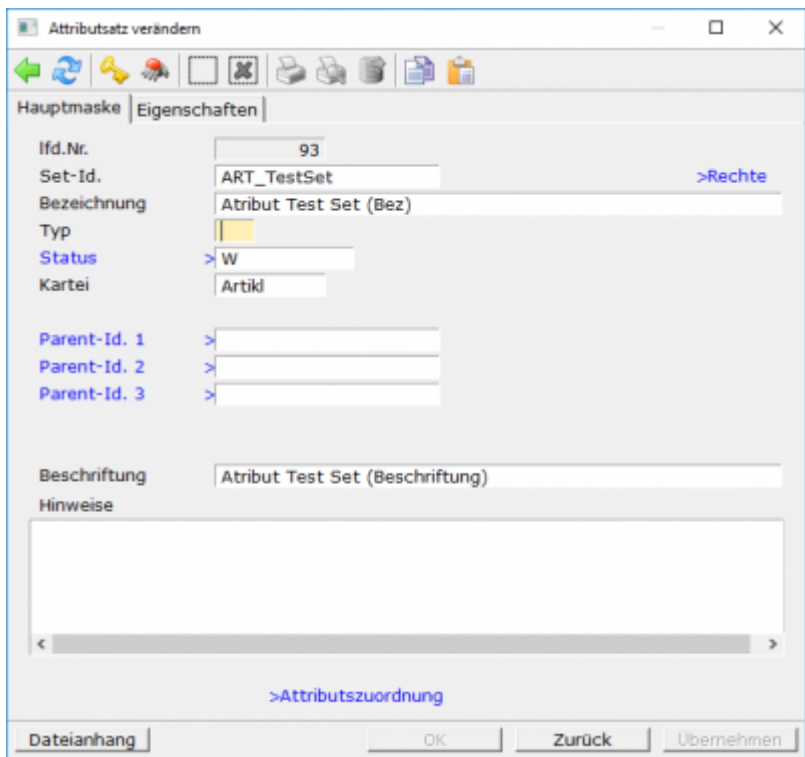 Attributsatz verändern
Hauptmaske Eigenschaften
lfd.Nr. 93
Set-Id. ART_TestSet >Rechte
Bezeichnung Atribut Test Set (Bez)
Typ
Status > W
Kartei Artikl
Parent-Id. 1 >
Parent-Id. 2 >
Parent-Id. 3 >
Beschriftung Atribut Test Set (Beschriftung)
Hinweise
>Attributszuordnung
Dateianhang OK Zurück Übernehmen